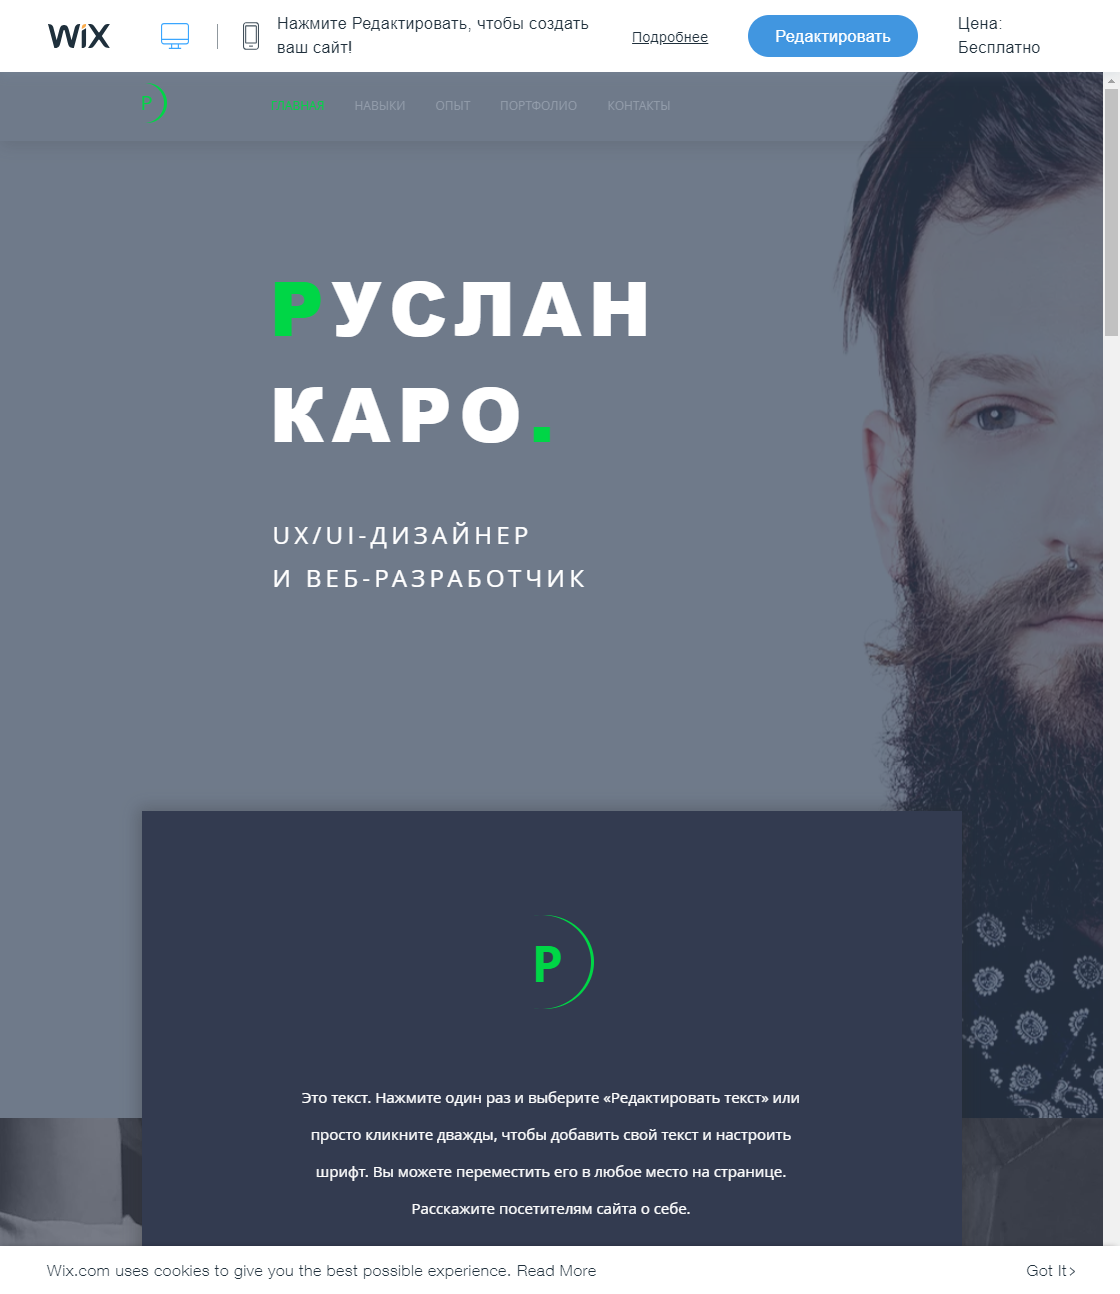 WiX
Нажмите Редактировать, чтобы создать
ваш сайт!
Подробнее
Редактировать
Цена:
Бесплатно
Р
ГЛАВНАЯ НАВЫКИ ОПЫТ ПОРТФОЛИО КОНТАКТЫ
РУСЛАН
КАРО.
UX/UI-ДИЗАЙНЕР
И ВЕБ-РАЗРАБОТЧИК
Р
Это текст. Нажмите один раз и выберите «Редактировать текст» или
просто кликните дважды, чтобы добавить свой текст и настроить
шрифт. Вы можете переместить его в любое место на странице.
Расскажите посетителям сайта о себе.
Wix.com uses cookies to give you the best possible experience. Read More
Got It >